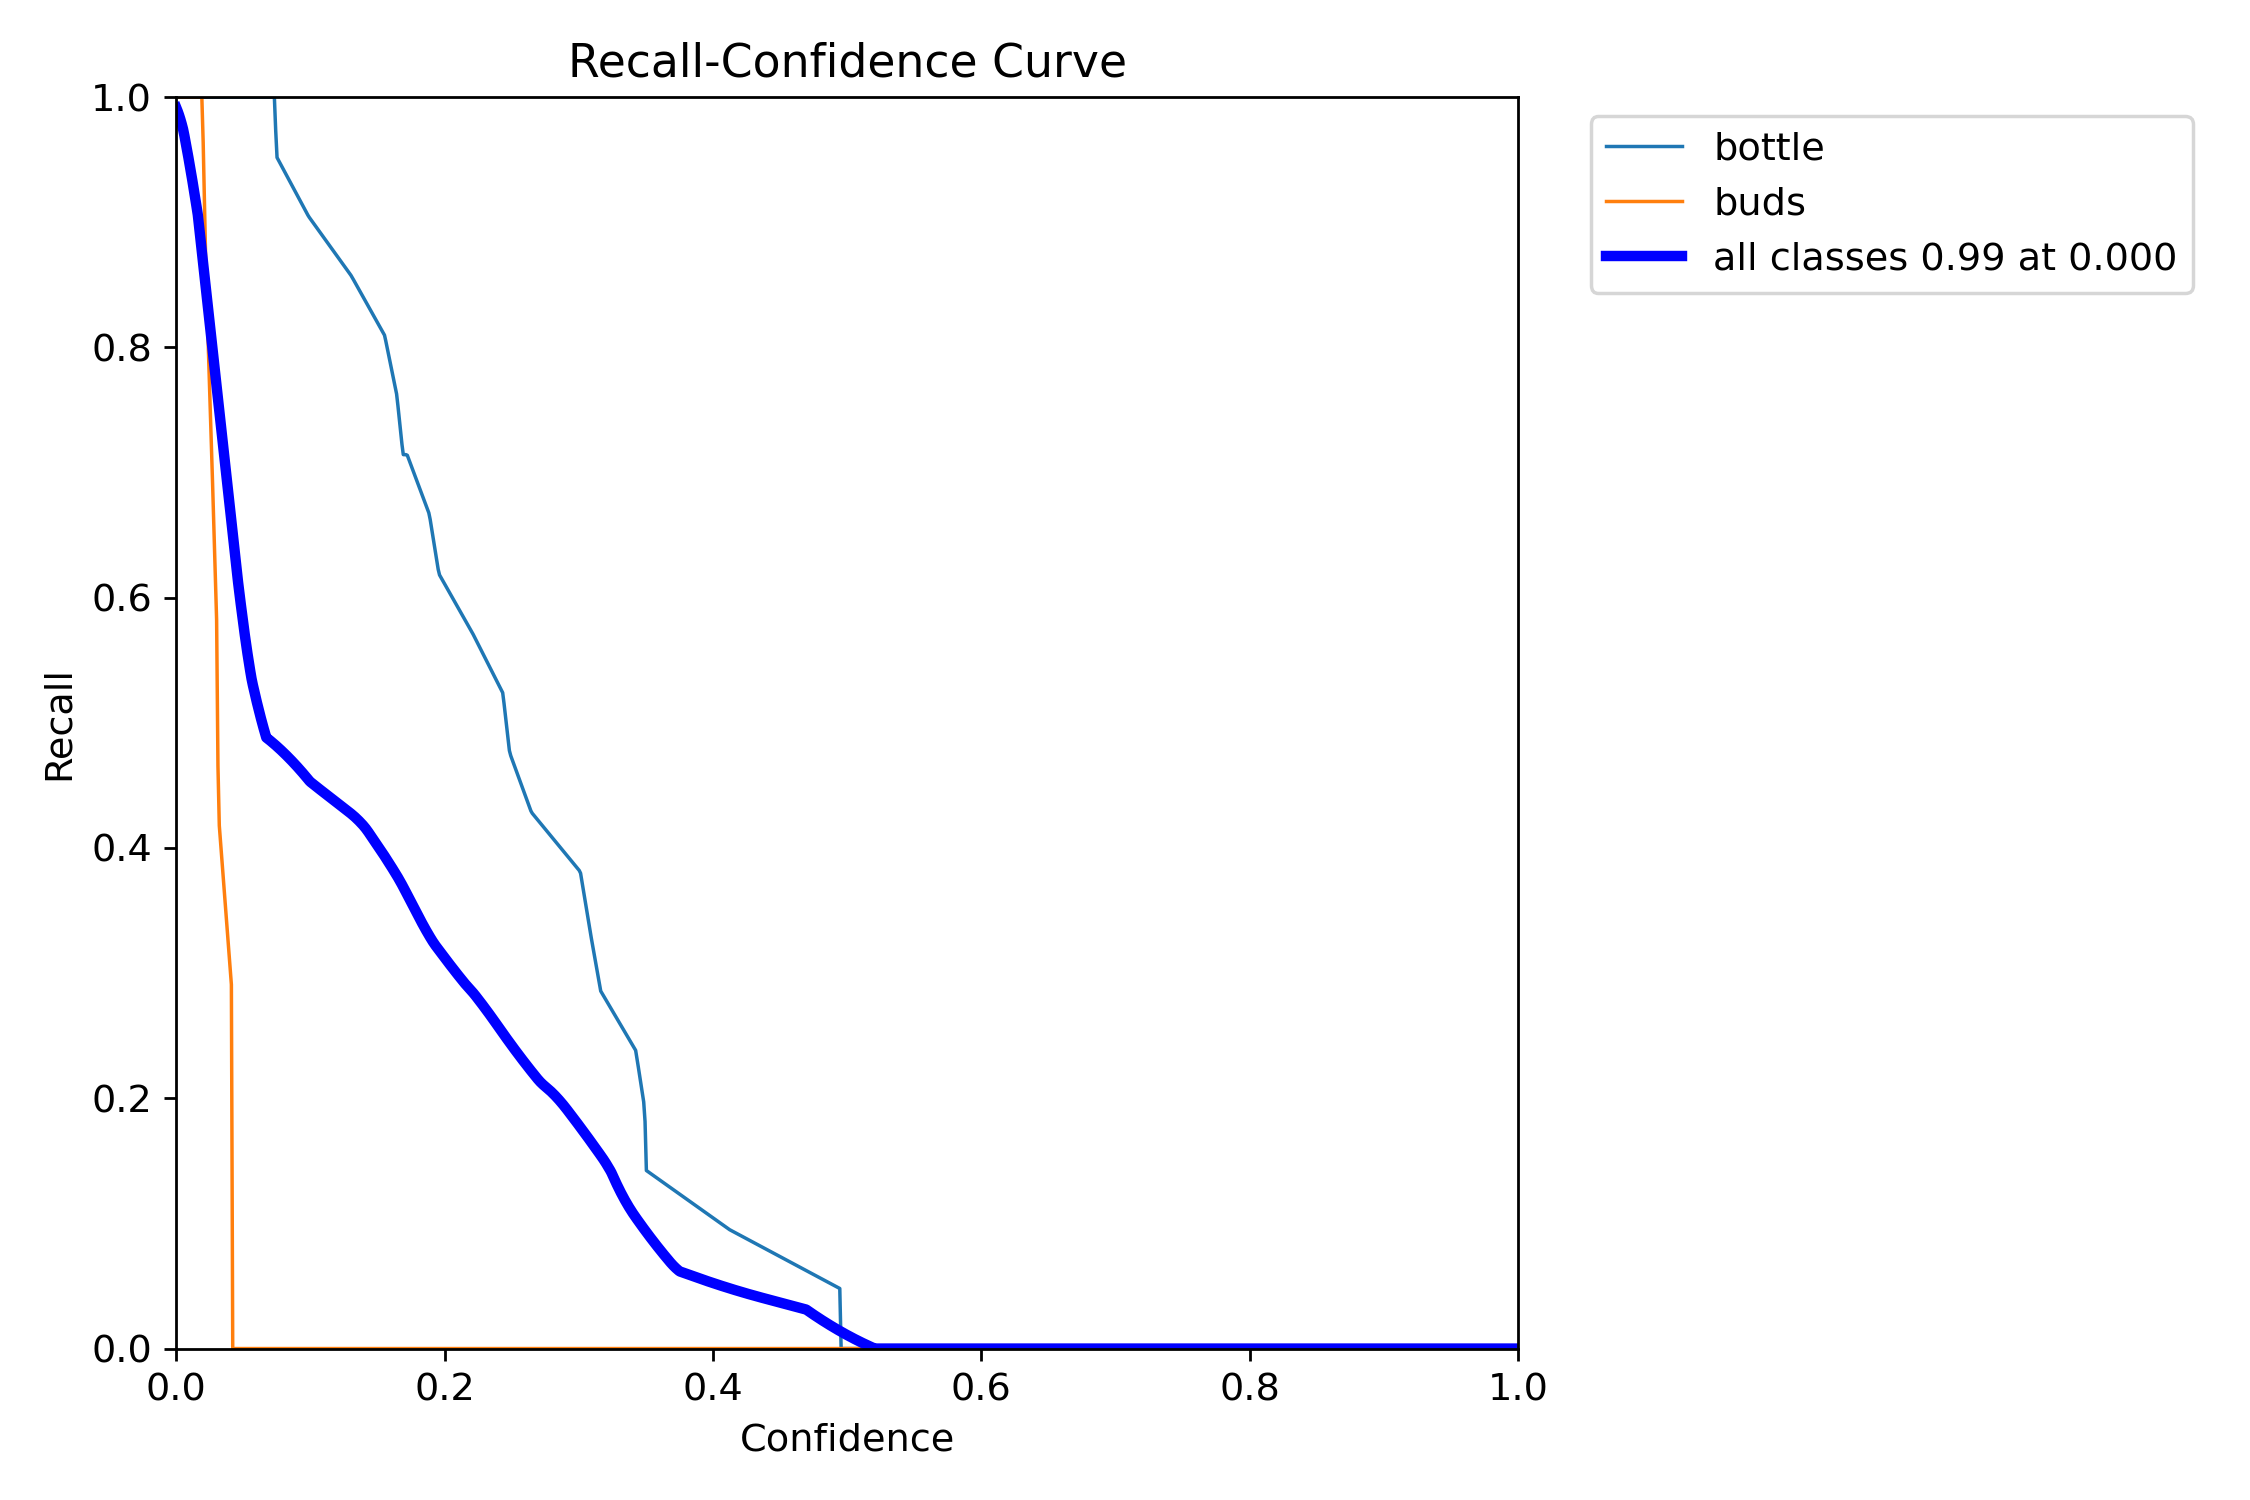 Recall-Confidence Curve
1.0
0.8
0.6
0.4
0.2
0.0
Recall
0.0 0.2 0.4 0.6 0.8 1.0
Confidence
bottle
buds
all classes 0.99 at 0.000